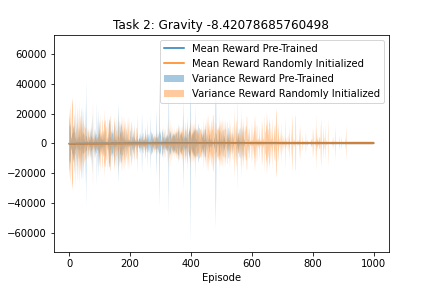 Task 2: Gravity -8.42078685760498
Mean Reward Pre-Trained
Mean Reward Randomly Initialized
Variance Reward Pre-Trained
Variance Reward Randomly Initialized
60000
40000
20000
0
−20000
−40000
−60000
0 200 400 600 800 1000
Episode